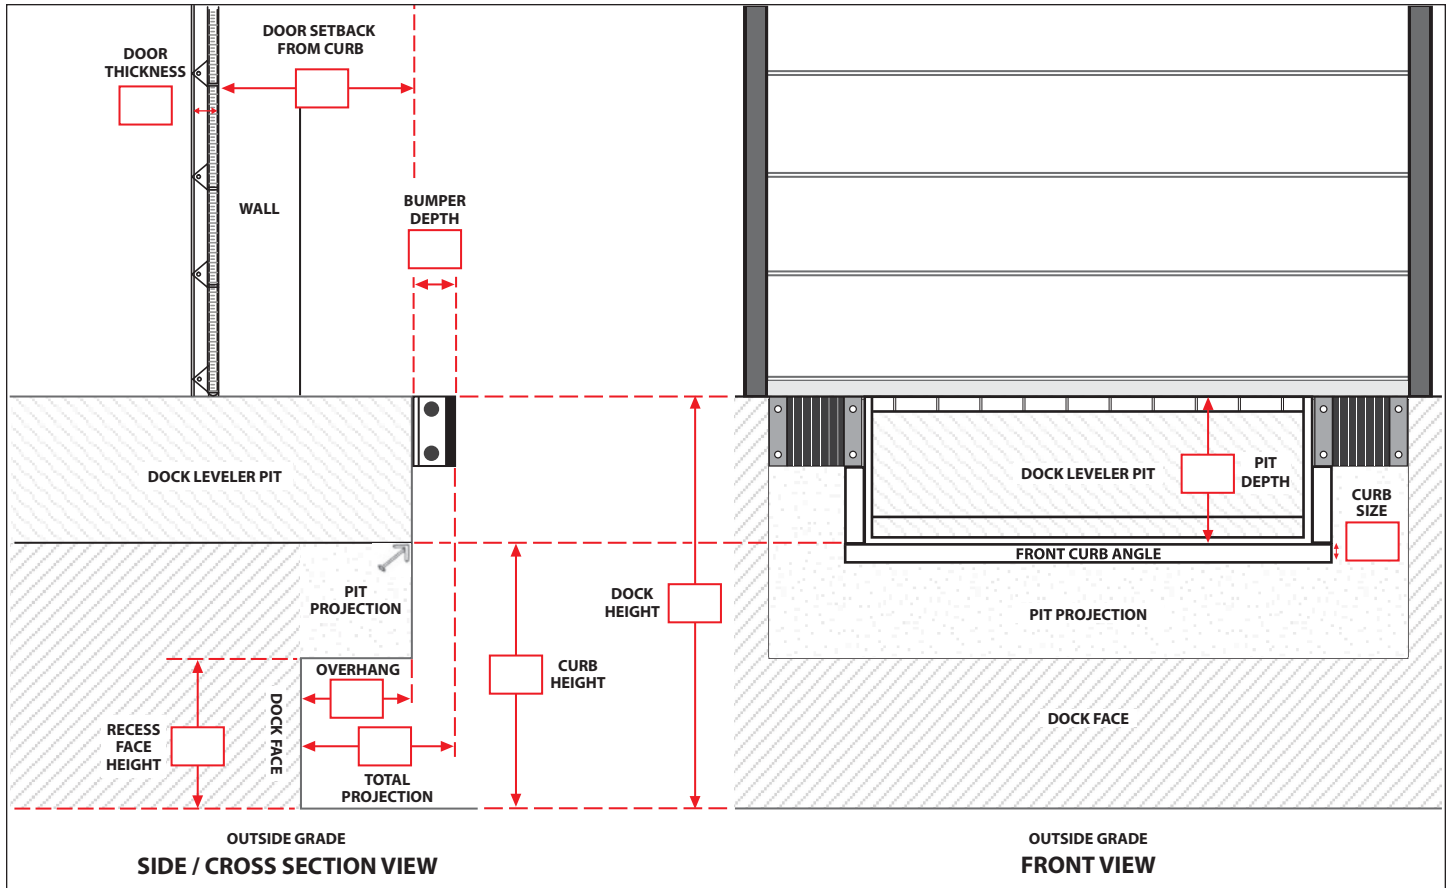 DOOR SETBACK
FROM CURB
DOOR
THICKNESS
WALL
BUMPER
DEPTH
DOCK LEVELER PIT
PIT
PROJECTION
OVERHANG
DOCK FACE
RECESS
FACE
HEIGHT
TOTAL
PROJECTION
CURB
HEIGHT
DOCK
HEIGHT
OUTSIDE GRADE
SIDE / CROSS SECTION VIEW
DOCK LEVELER PIT
PIT
DEPTH
CURB
SIZE
FRONT CURB ANGLE
PIT PROJECTION
DOCK FACE
OUTSIDE GRADE
FRONT VIEW